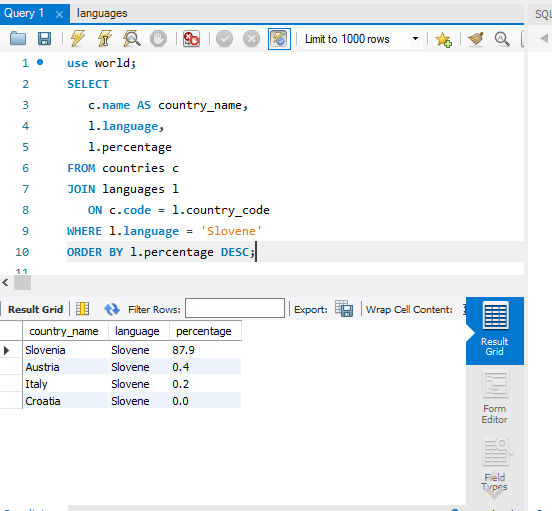 Query 1 × languages SQL
Limit to 1000 rows
1 use world;
2 SELECT
3 c.name AS country_name,
4 l.language,
5 l.percentage
6 FROM countries c
7 JOIN languages l
8 ON c.code = l.country_code
9 WHERE l.language = 'Slovene'
10 ORDER BY l.percentage DESC;
11
Result Grid Filter Rows: Export: Wrap Cell Content:
country_name language percentage
Slovenia Slovene 87.9
Austria Slovene 0.4
Italy Slovene 0.2
Croatia Slovene 0.0
Result
Grid
Form
Editor
Field
Types